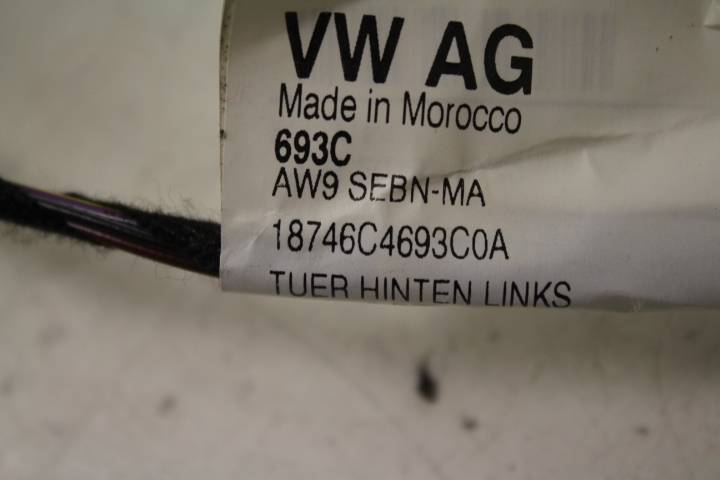 VW AG
Made in Morocco
693C
AW9 SEBN-MA
18746C4693C0A
TUER HINTEN LINKS